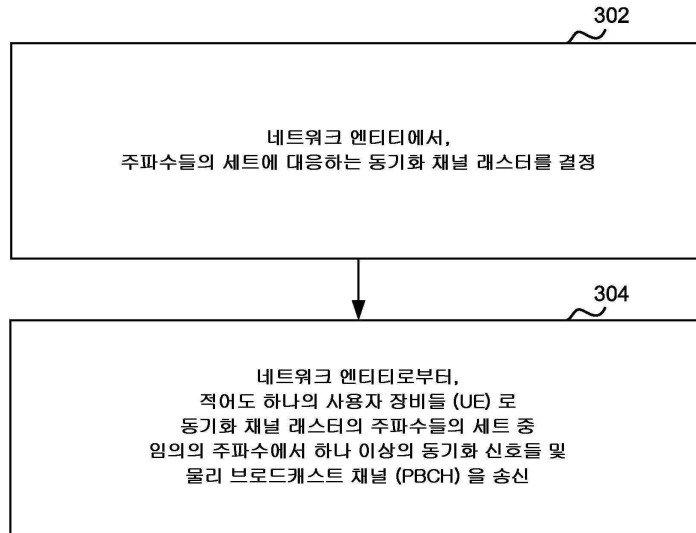 302
네트워크 엔티티에서,
주파수들의 세트에 대응하는 동기화 채널 래스터를 결정
304
네트워크 엔티티로부터,
적어도 하나의 사용자 장비들 (UE) 로
동기화 채널 래스터의 주파수들의 세트 중
임의의 주파수에서 하나 이상의 동기화 신호들 및
물리 브로드캐스트 채널 (PBCH) 을 송신